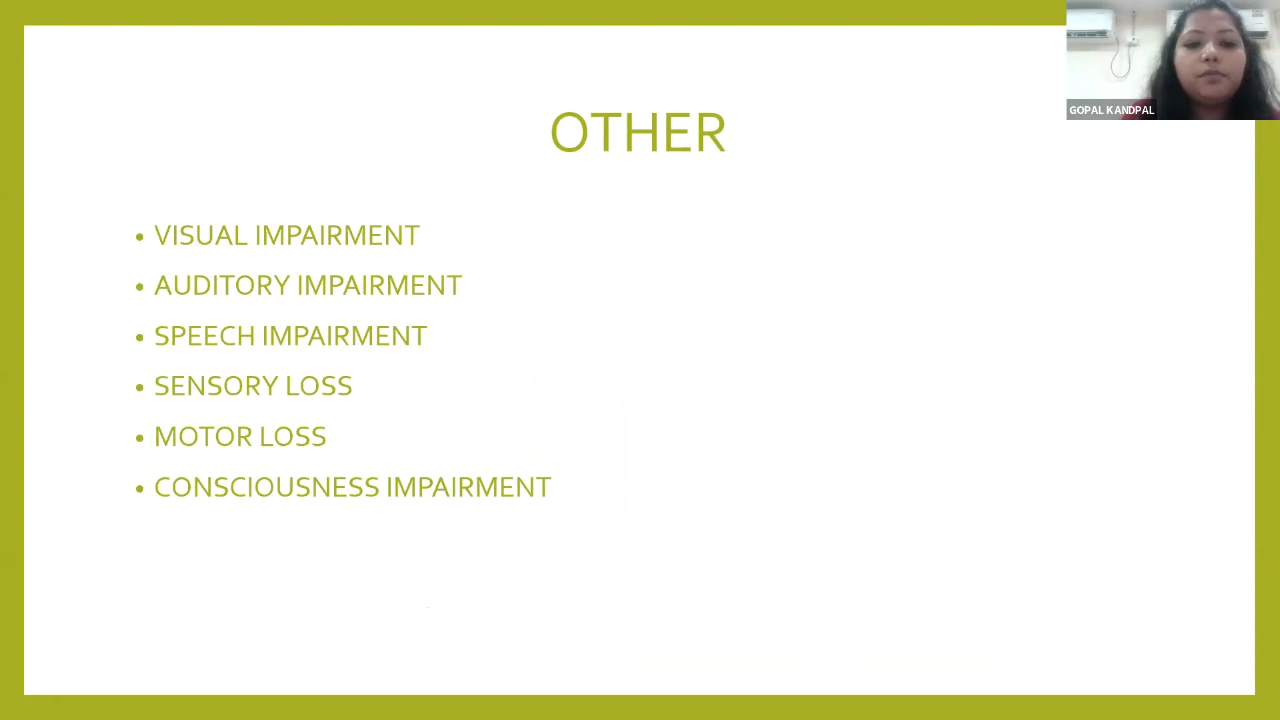 GOPAL KANDPAL
OTHER
• VISUAL IMPAIRMENT
• AUDITORY IMPAIRMENT
• SPEECH IMPAIRMENT
• SENSORY LOSS
• MOTOR LOSS
• CONSCIOUSNESS IMPAIRMENT